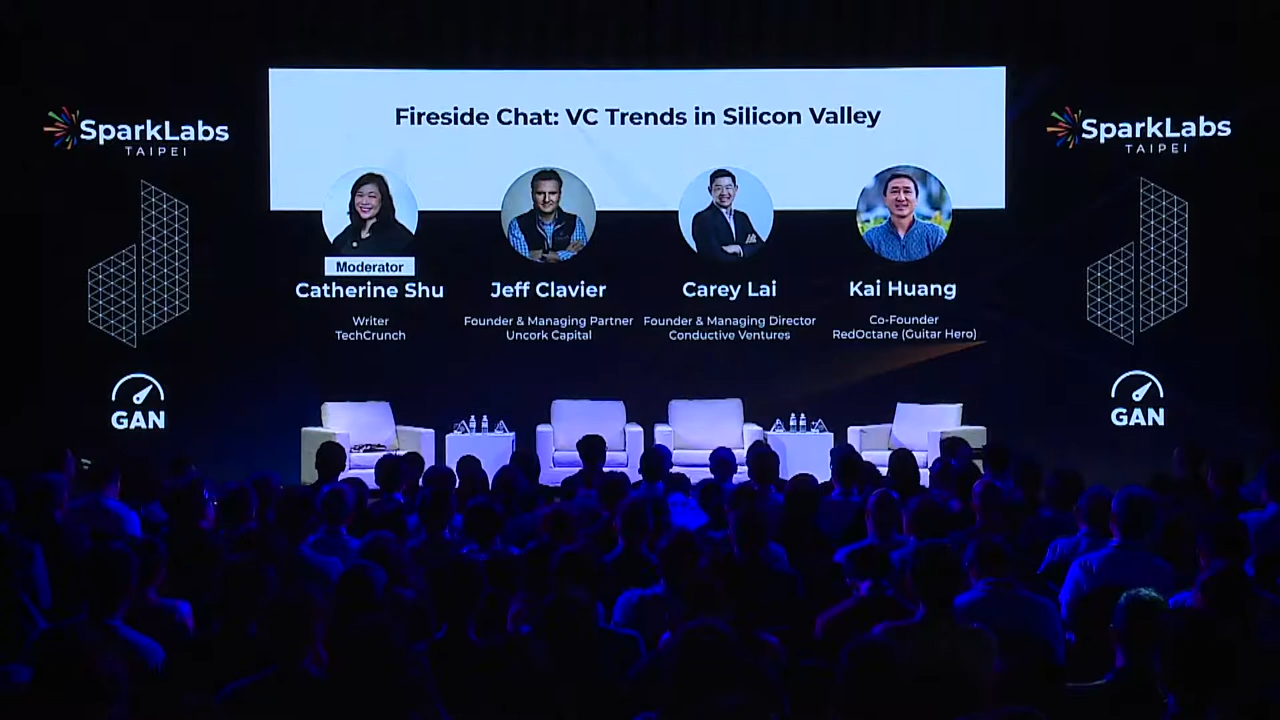 Fireside Chat: VC Trends in Silicon Valley
SparkLabs
TAIPEI
SparkLabs
TAIPEI
Moderator
Catherine Shu
Writer
TechCrunch
Jeff Clavier
Founder & Managing Partner
Uncork Capital
Carey Lai
Founder & Managing Director
Conductive Ventures
Kai Huang
Co-Founder
RedOctane (Guitar Hero)
GAN
GAN